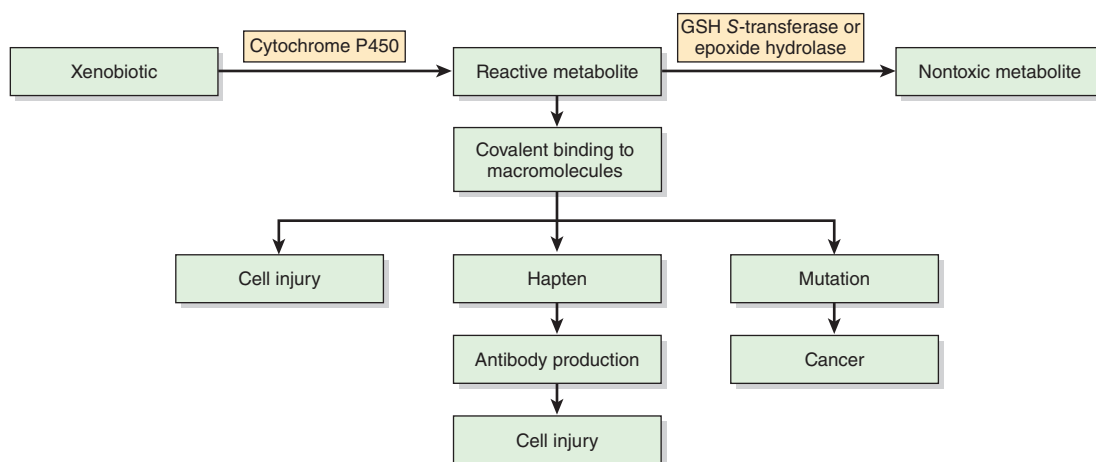 Cytochrome P450
GSH S-transferase or
epoxide hydrolase
Xenobiotic
Reactive metabolite
Nontoxic metabolite
Covalent binding to
macromolecules
Cell injury
Hapten
Mutation
Antibody production
Cancer
Cell injury